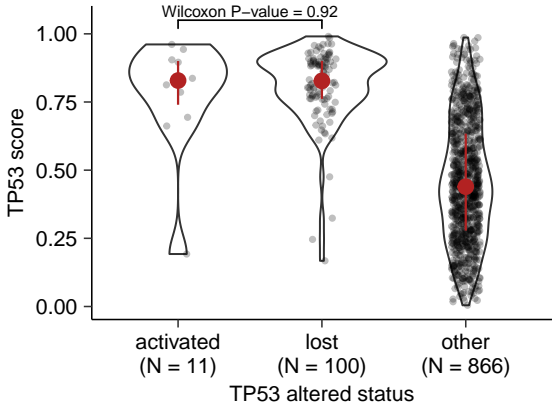 Wilcoxon P−value = 0.92
TP53 score
1.00
0.75
0.50
0.25
0.00
activated
(N = 11)
lost
(N = 100)
other
(N = 866)
TP53 altered status